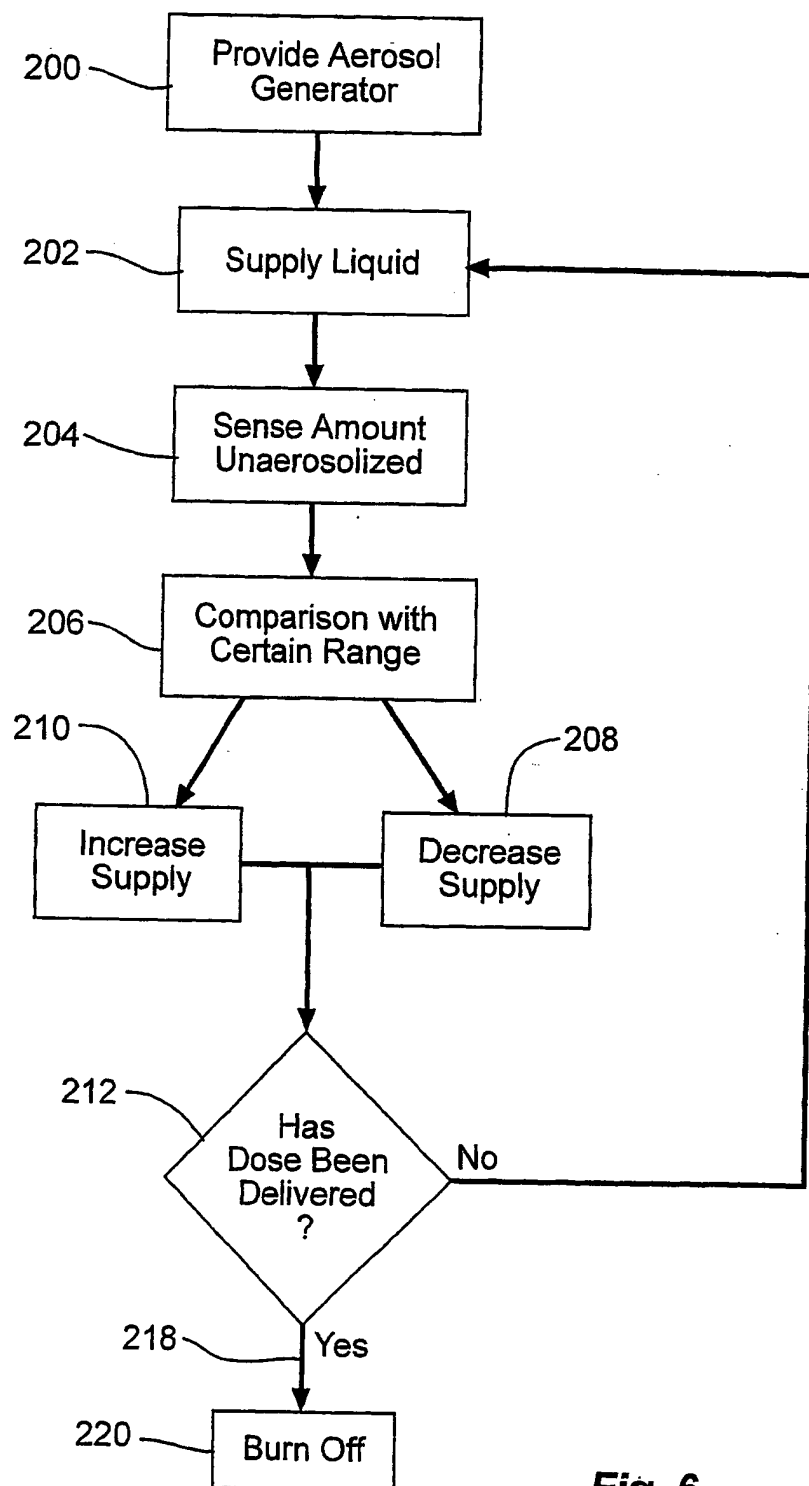 200
Provide Aerosol
Generator
202
Supply Liquid
204
Sense Amount
Unaerosolized
206
Comparison with
Certain Range
210
208
Increase
Supply
Decrease
Supply
212
Has
Dose Been
Delivered
?
No
218
Yes
220
Burn Off
Fig. 6